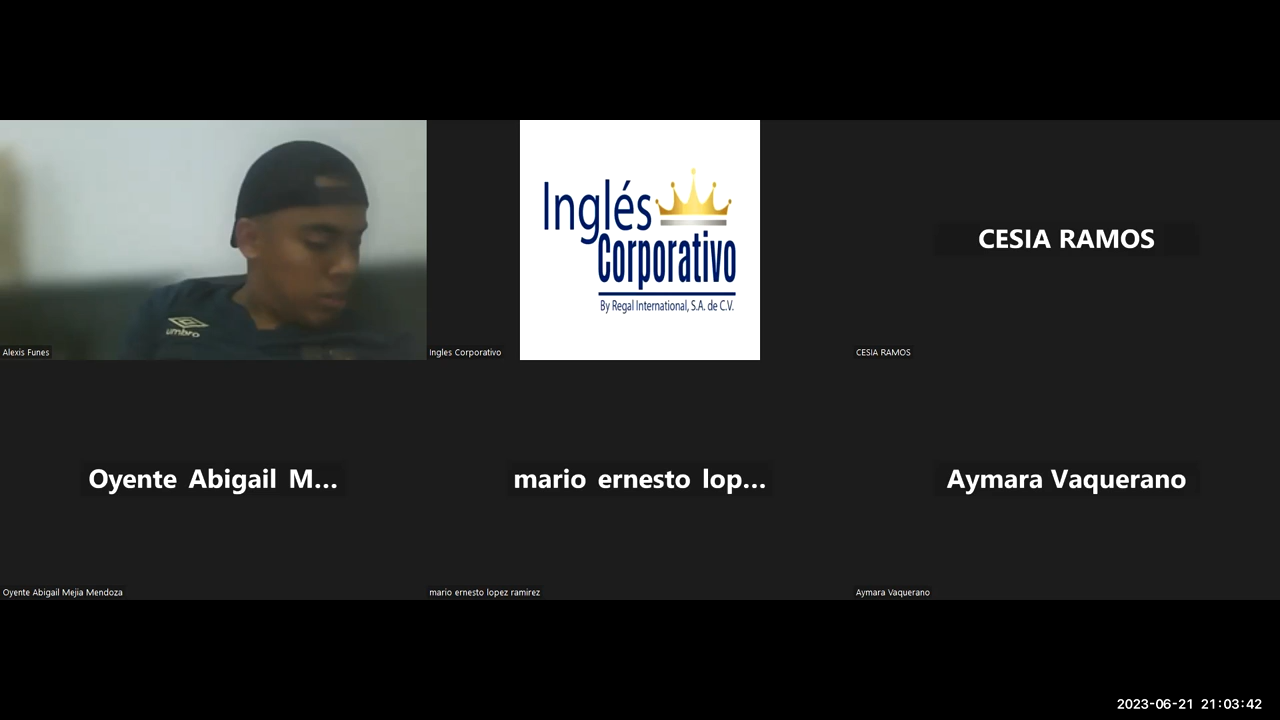 umbro
Alexis Funes
Inglés
Corporativo
By Regal International, S.A. de C.V.
Ingles Corporativo
CESIA RAMOS
CESIA RAMOS
Oyente Abigail M...
Oyente Abigail Mejia Mendoza
mario ernesto lop...
mario ernesto lopez ramirez
Aymara Vaquerano
Aymara Vaquerano
2023-06-21 21:03:42